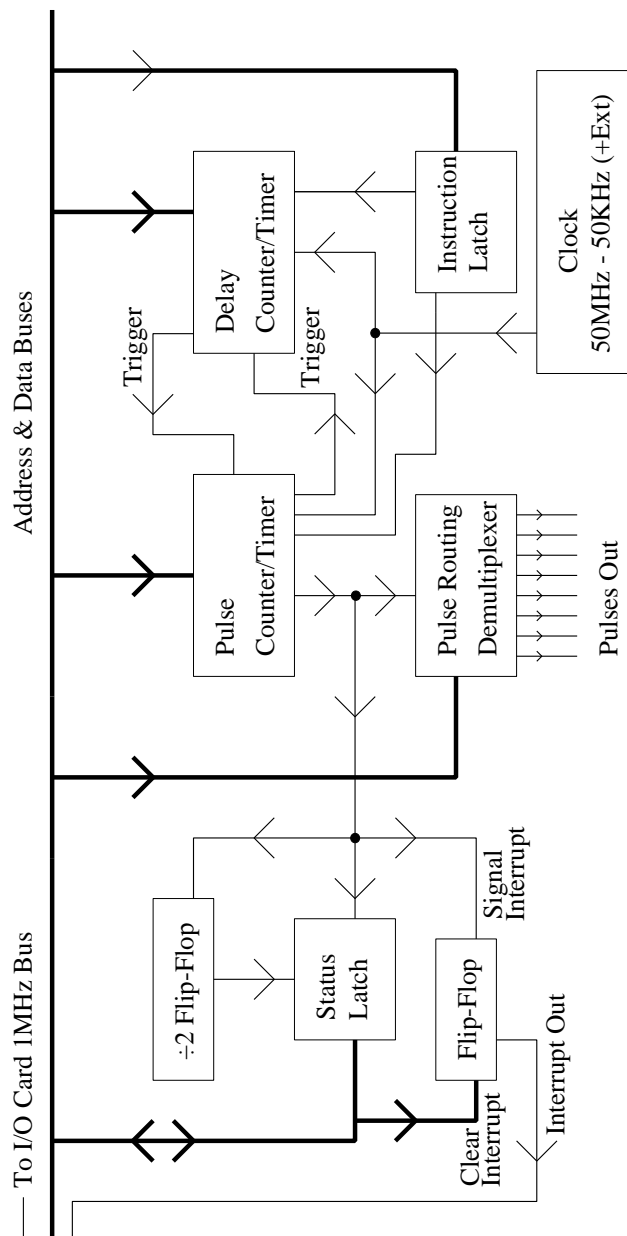 To I/O Card 1MHz Bus
Address & Data Buses
÷2 Flip-Flop
Pulse
Counter/Timer
Trigger
Delay
Counter/Timer
Trigger
Status
Latch
Clear
Interrupt
Flip-Flop
Signal
Interrupt
Pulse Routing
Demultiplexer
Instruction
Latch
Interrupt Out
Pulses Out
Clock
50MHz - 50KHz (+Ext)